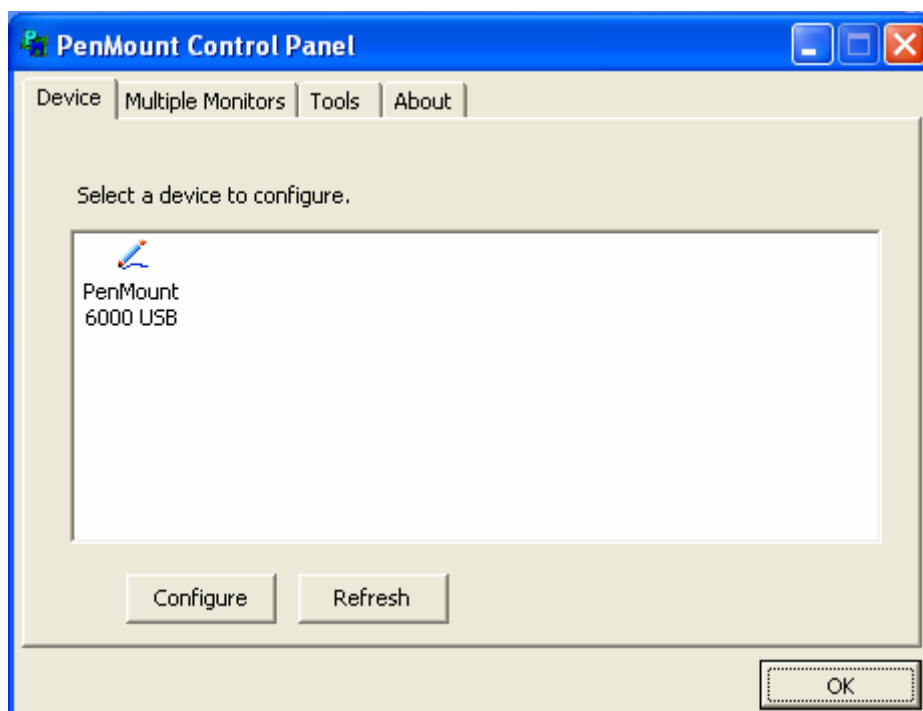 PenMount Control Panel
Device Multiple Monitors Tools About
Select a device to configure.
PenMount
6000 USB
Configure Refresh
OK